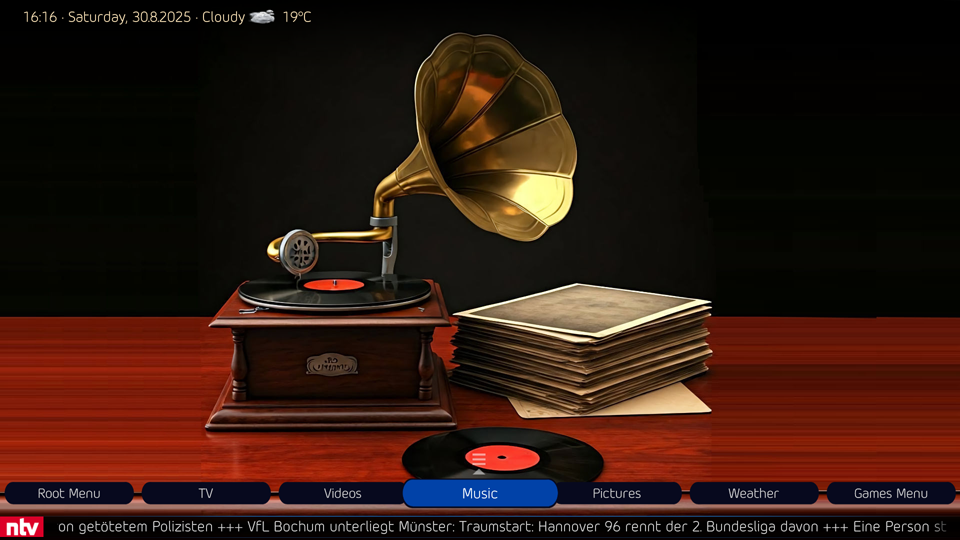 16:16 · Saturday, 30.8.2025 · Cloudy 19°C
Root Menu
TV
Videos
Music
Pictures
Weather
Games Menu
ntv
on getötetem Polizisten +++ VfL Bochum unterliegt Münster: Traumstart: Hannover 96 rennt der 2. Bundesliga davon +++ Eine Person